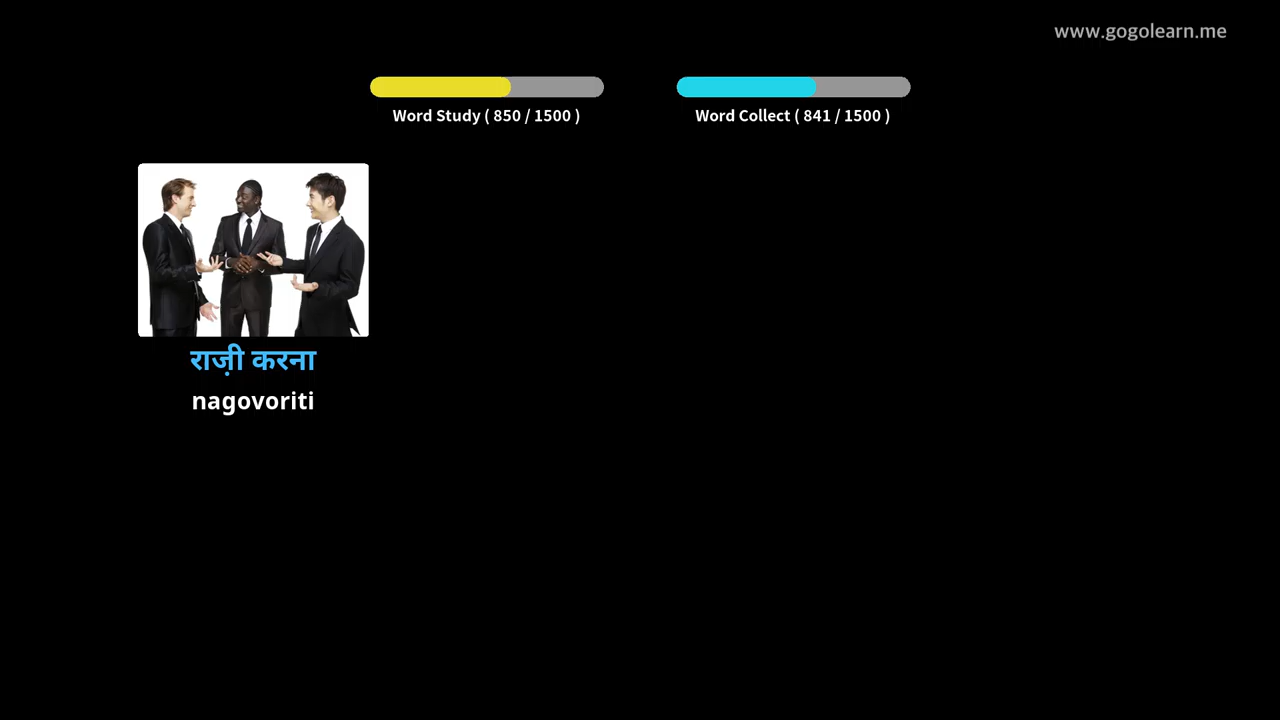 www.gogolearn.me
Word Study ( 850 / 1500 )
Word Collect ( 841 / 1500 )
राज़ी करना
nagovoriti